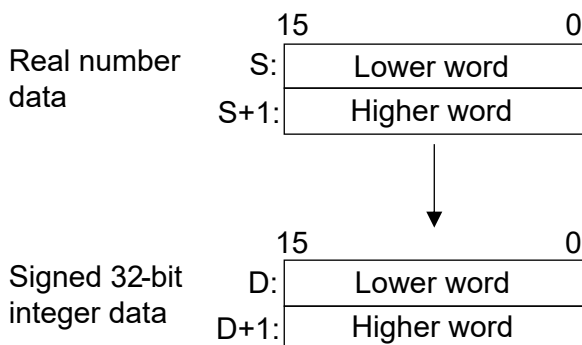 15 0
Real number
data
S: Lower word
S+1: Higher word
15 0
Signed 32-bit
integer data
D: Lower word
D+1: Higher word